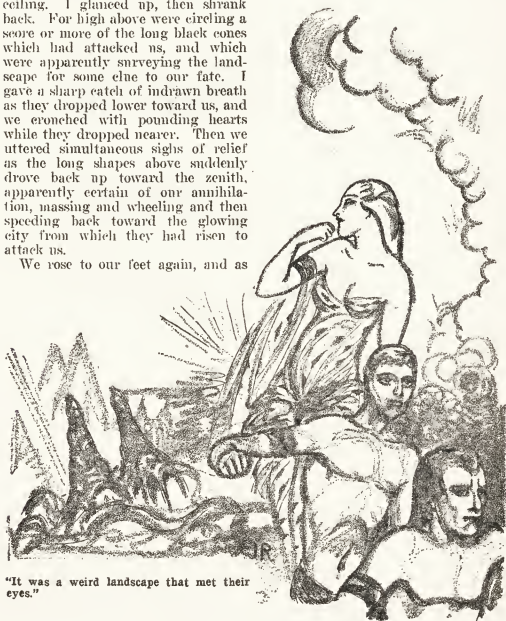 ceiling. I glanced up, then shrank
back. For high above were circling a
score or more of the long black cones
which had attacked us, and which
were apparently surveying the land-
scape for some clue to our fate. I
gave a sharp catch of indrawn breath
as they dropped lower toward us, and
we crouched with pounding hearts
while they dropped nearer. Then we
uttered simultaneous sighs of relief
as the long shapes above suddenly
drove back up toward the zenith,
apparently certain of our annihila-
tion, massing and wheeling and then
speeding back toward the glowing
city from which they had risen to
attack us.
We rose to our feet again, and as
JR
"It was a weird landscape that met their
eyes."